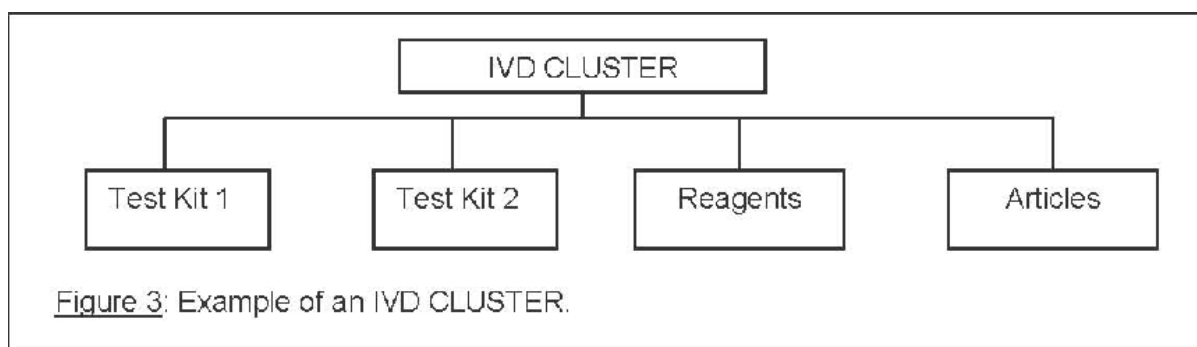 IVD CLUSTER
Test Kit 1
Test Kit 2
Reagents
Articles
Figure 3: Example of an IVD CLUSTER.